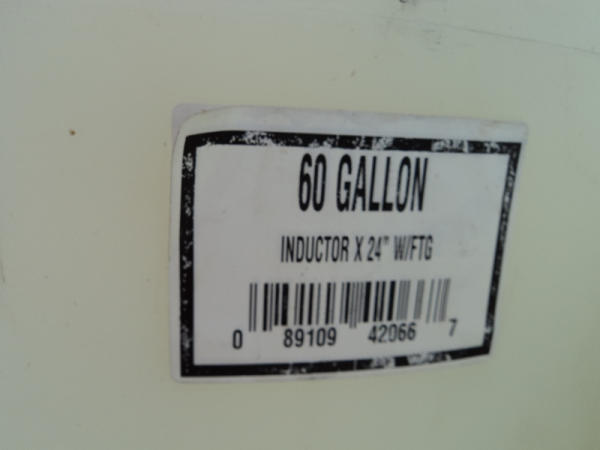 60 GALLON
INDUCTOR X 24" W/FTG
0 89109 42066 7